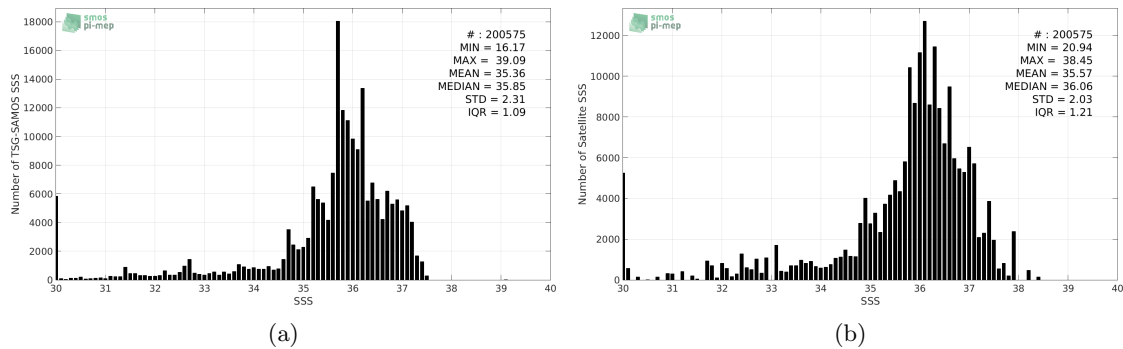 smos
pi-mep
# : 200575
MIN = 16.17
MAX = 39.09
MEAN = 35.36
MEDIAN = 35.85
STD = 2.31
IQR = 1.09
Number of TSG-SAMOS SSS
18000
16000
14000
12000
10000
8000
6000
4000
2000
0
30 31 32 33 34 35 36 37 38 39 40
SSS
(a)
smos
pi-mep
# : 200575
MIN = 20.94
MAX = 38.45
MEAN = 35.57
MEDIAN = 36.06
STD = 2.03
IQR = 1.21
Number of Satellite SSS
12000
10000
8000
6000
4000
2000
0
30 31 32 33 34 35 36 37 38 39 40
SSS
(b)